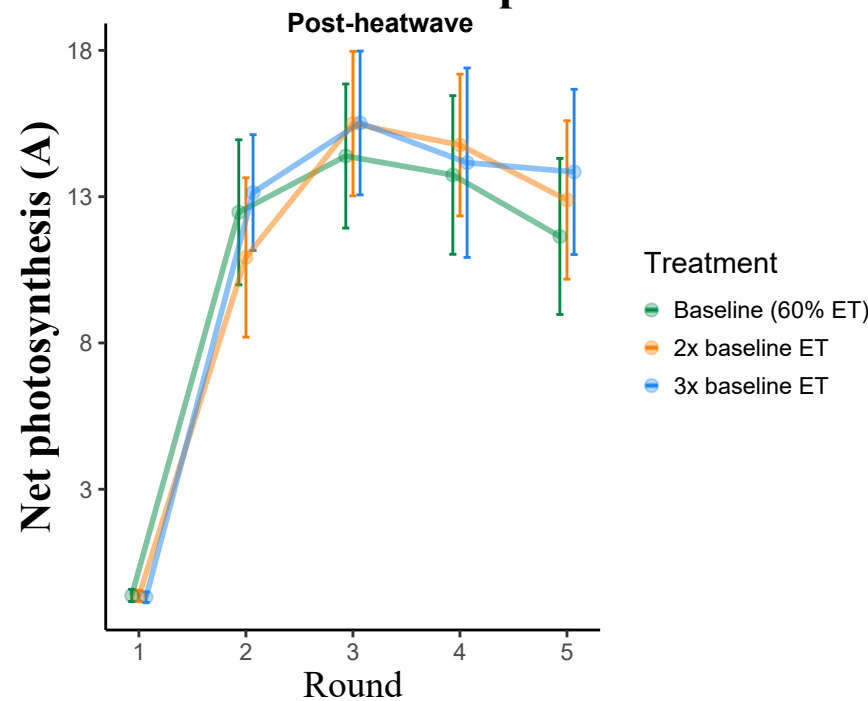 Post-heatwave
18
13
8
3
Net photosynthesis (A)
1 2 3 4 5
Round
Treatment
Baseline (60% ET)
2x baseline ET
3x baseline ET